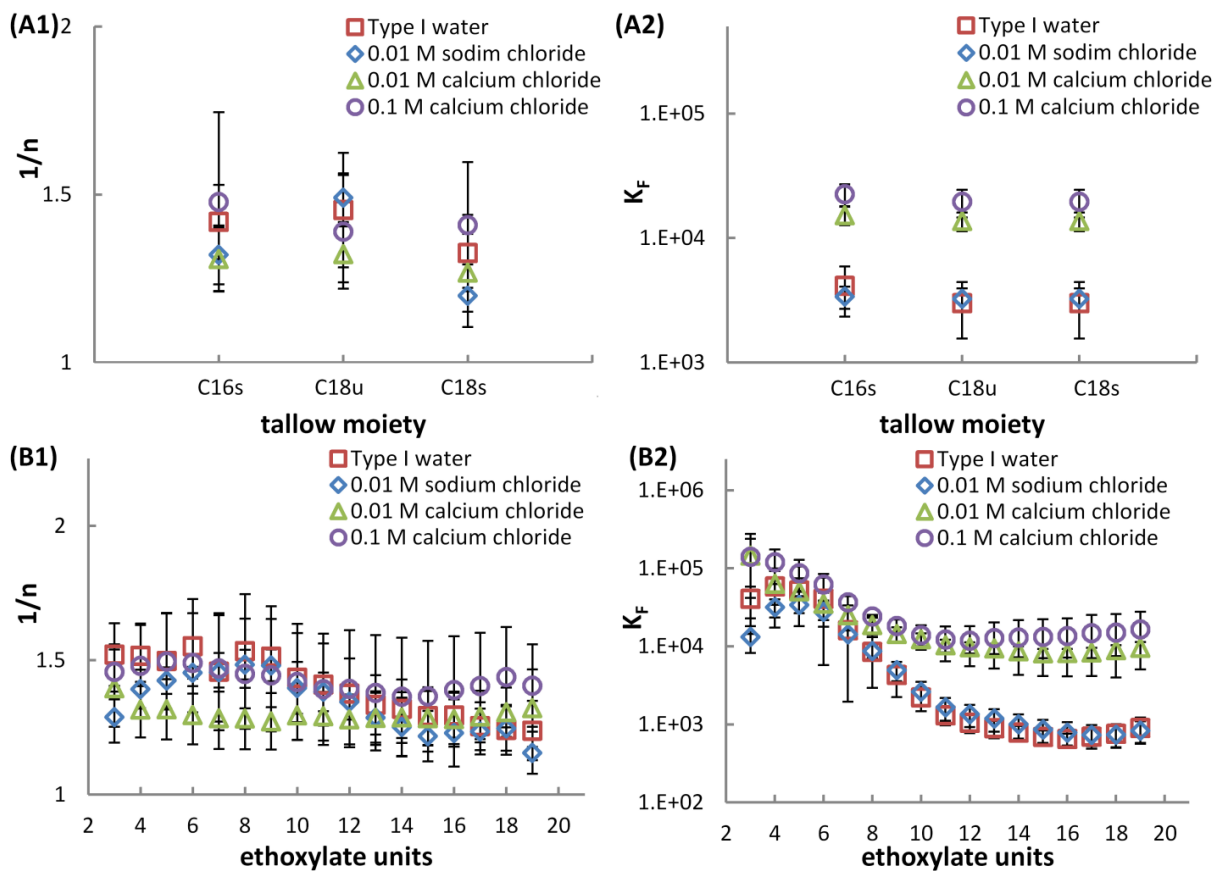 (A1)
2
Type I water
0.01 M sodim chloride
0.01 M calcium chloride
0.1 M calcium chloride
1/n
1.5
1
C16s C18u C18s
tallow moiety
(A2)
Type I water
0.01 M sodim chloride
0.01 M calcium chloride
0.1 M calcium chloride
1.E+05
KF
1.E+04
1.E+03
C16s C18u C18s
tallow moiety
(B1)
Type I water
0.01 M sodium chloride
0.01 M calcium chloride
0.1 M calcium chloride
2
1/n
1.5
1
2 4 6 8 10 12 14 16 18 20
ethoxylate units
(B2)
Type I water
0.01 M sodium chloride
0.01 M calcium chloride
0.1 M calcium chloride
1.E+06
1.E+05
KF
1.E+04
1.E+03
1.E+02
2 4 6 8 10 12 14 16 18 20
ethoxylate units